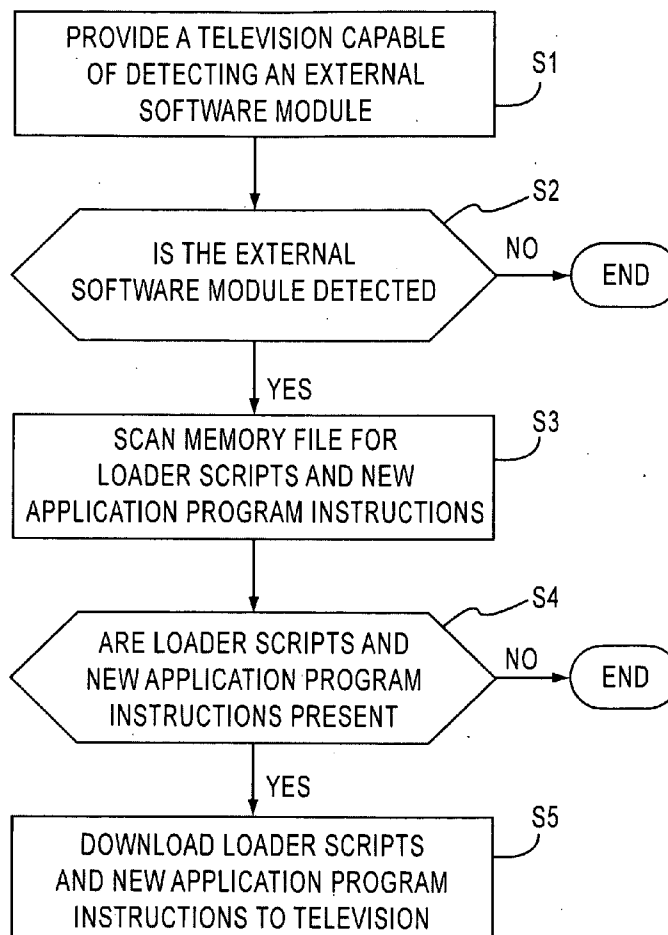 PROVIDE A TELEVISION CAPABLE
OF DETECTING AN EXTERNAL
SOFTWARE MODULE
S1
S2
IS THE EXTERNAL
SOFTWARE MODULE DETECTED
NO
END
YES
S3
SCAN MEMORY FILE FOR
LOADER SCRIPTS AND NEW
APPLICATION PROGRAM INSTRUCTIONS
S4
ARE LOADER SCRIPTS AND
NEW APPLICATION PROGRAM
INSTRUCTIONS PRESENT
NO
END
YES
S5
DOWNLOAD LOADER SCRIPTS
AND NEW APPLICATION PROGRAM
INSTRUCTIONS TO TELEVISION